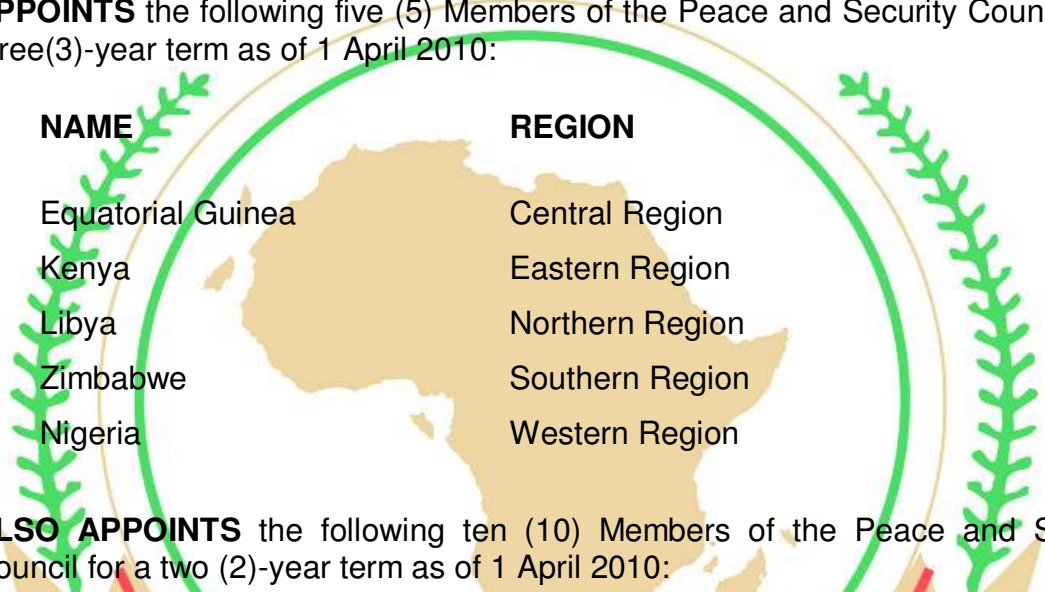 PPOINTS the following five (5) Members of the Peace and Security Coun
ree(3)-year term as of 1 April 2010:
NAME REGION
Equatorial Guinea Central Region
Kenya Eastern Region
Libya Northern Region
Zimbabwe Southern Region
Nigeria Western Region
LSO APPOINTS the following ten (10) Members of the Peace and S
ouncil for a two (2)-year term as of 1 April 2010: